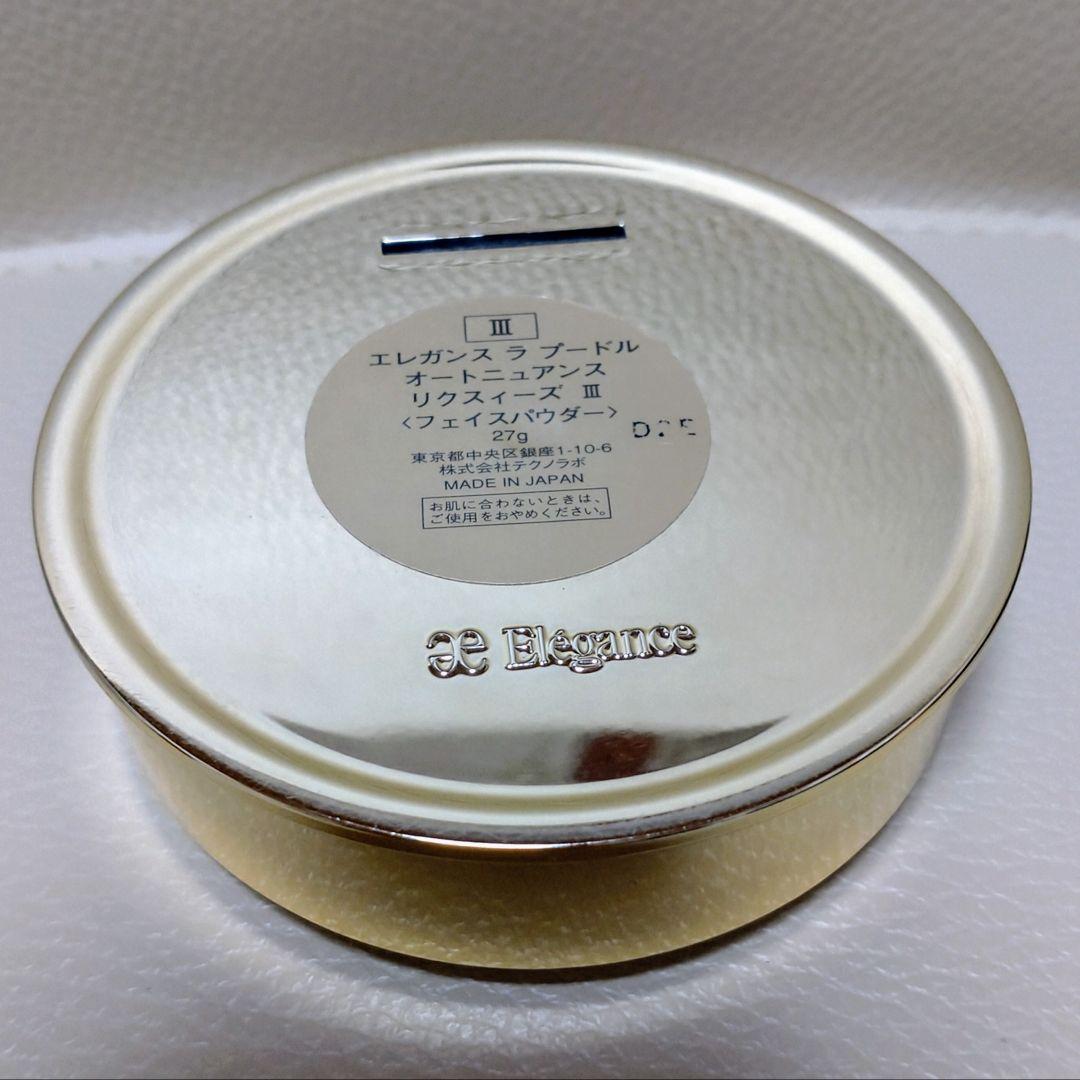 III
エレガンス ラ プードル
オートニュアンス
リクスィーズ III
〈フェイスパウダー〉
27g
東京都中央区銀座1-10-6
株式会社テクノラボ
MADE IN JAPAN
お肌に合わないときは、
ご使用をおやめください。
æ Elégance